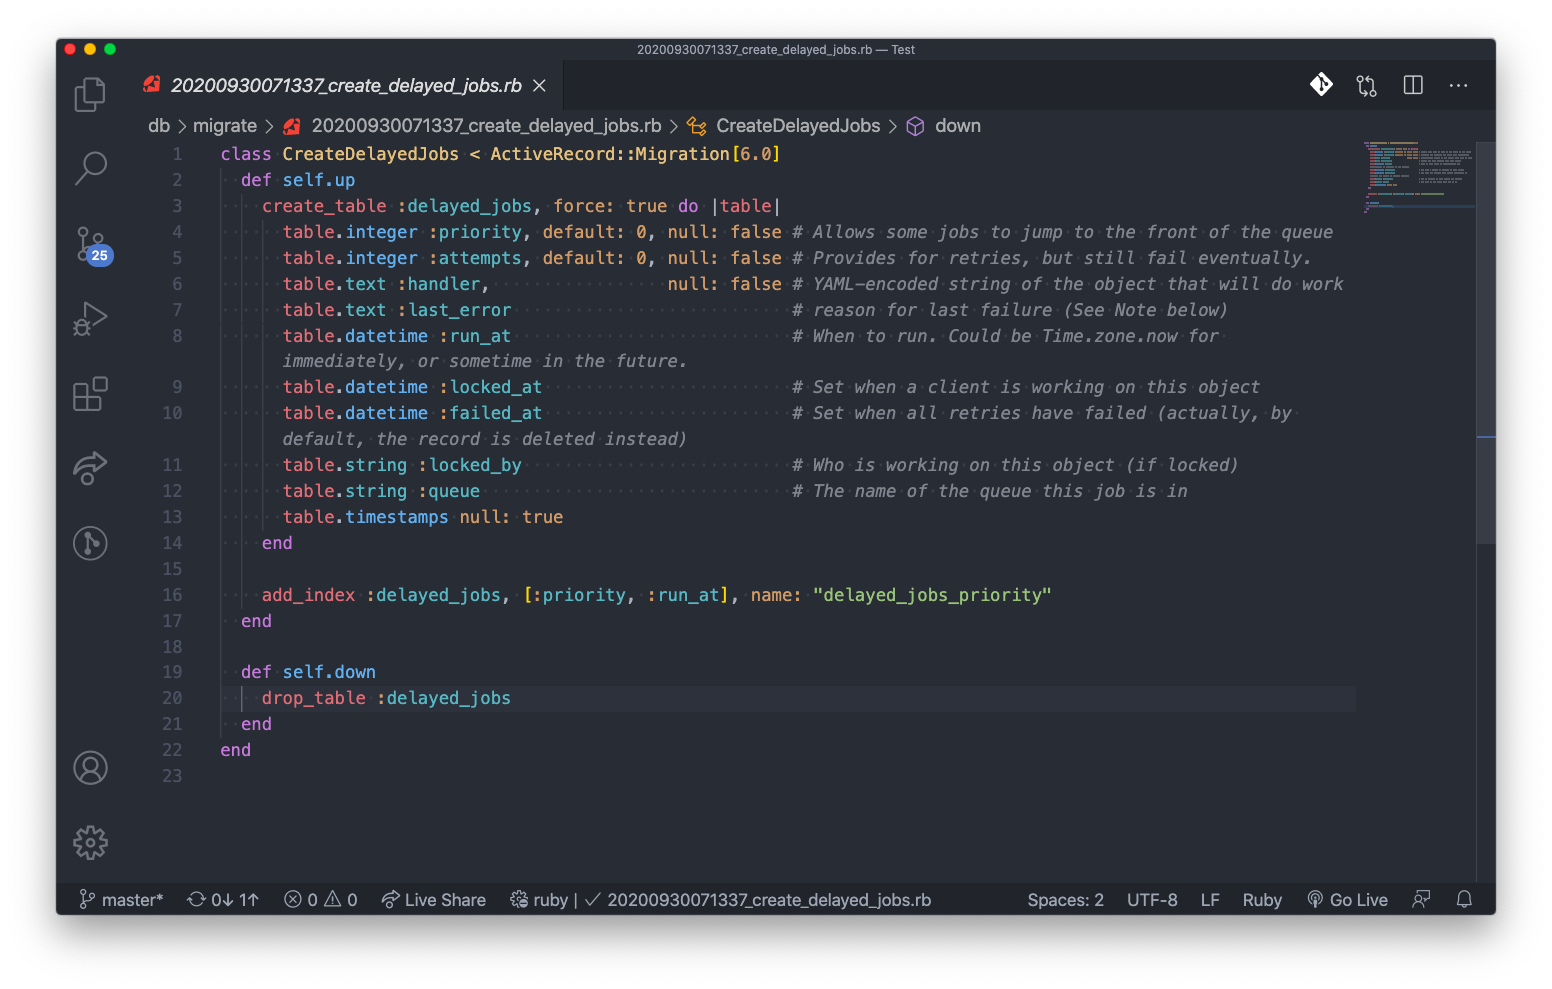 20200930071337_create_delayed_jobs.rb — Test
20200930071337_create_delayed_jobs.rb
db > migrate > 20200930071337_create_delayed_jobs.rb > CreateDelayedJobs > down
1 class CreateDelayedJobs < ActiveRecord::Migration[6.0]
2   def self.up
3     create_table :delayed_jobs, force: true do |table|
4       table.integer :priority, default: 0, null: false # Allows some jobs to jump to the front of the queue
5       table.integer :attempts, default: 0, null: false # Provides for retries, but still fail eventually.
6       table.text :handler,                 null: false # YAML-encoded string of the object that will do work
7       table.text :last_error                           # reason for last failure (See Note below)
8       table.datetime :run_at                           # When to run. Could be Time.zone.now for
immediately, or sometime in the future.
9       table.datetime :locked_at                        # Set when a client is working on this object
10       table.datetime :failed_at                        # Set when all retries have failed (actually, by
default, the record is deleted instead)
11       table.string :locked_by                          # Who is working on this object (if locked)
12       table.string :queue                              # The name of the queue this job is in
13       table.timestamps null: true
14     end
15
16     add_index :delayed_jobs, [:priority, :run_at], name: "delayed_jobs_priority"
17   end
18
19   def self.down
20     drop_table :delayed_jobs
21   end
22 end
23
25
master* 0↓ 1↑ 0 0 Live Share ruby | ✓ 20200930071337_create_delayed_jobs.rb Spaces: 2 UTF-8 LF Ruby Go Live